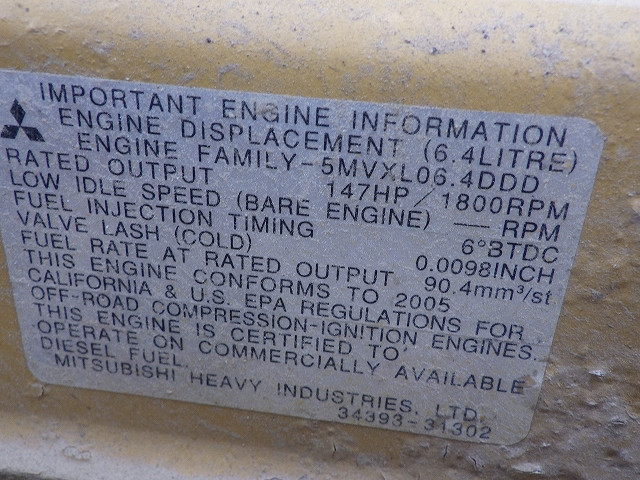 IMPORTANT ENGINE INFORMATION
ENGINE DISPLACEMENT (6.4LITRE)
ENGINE FAMILY-5MVXL06.4DDD
RATED OUTPUT 147HP/1800RPM
LOW IDLE SPEED (BARE ENGINE) — RPM
FUEL INJECTION TIMING 6°BTDC
VALVE LASH (COLD) 0.0098INCH
FUEL RATE AT RATED OUTPUT 90.4mm³/st
THIS ENGINE CONFORMS TO 2005
CALIFORNIA & U.S. EPA REGULATIONS FOR
OFF-ROAD COMPRESSION-IGNITION ENGINES.
THIS ENGINE IS CERTIFIED TO
OPERATE ON COMMERCIALLY AVAILABLE
DIESEL FUEL.
MITSUBISHI HEAVY INDUSTRIES, LTD.
34393-31302